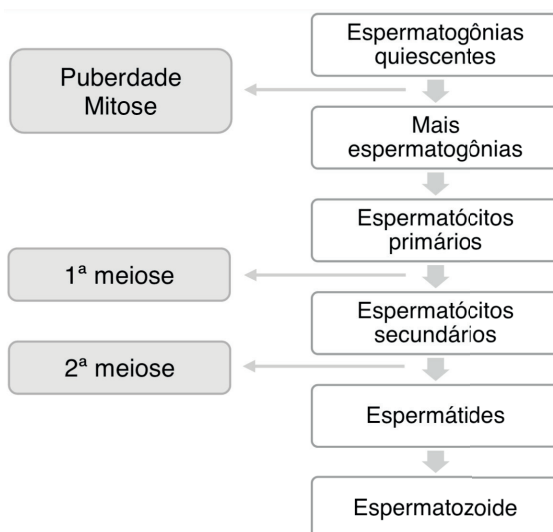 Espermatogônias
quiescentes
Puberdade
Mitose
Mais
espermatogônias
Espermatócitos
primários
1ª meiose
Espermatócitos
secundários
2ª meiose
Espermátides
Espermatozoide